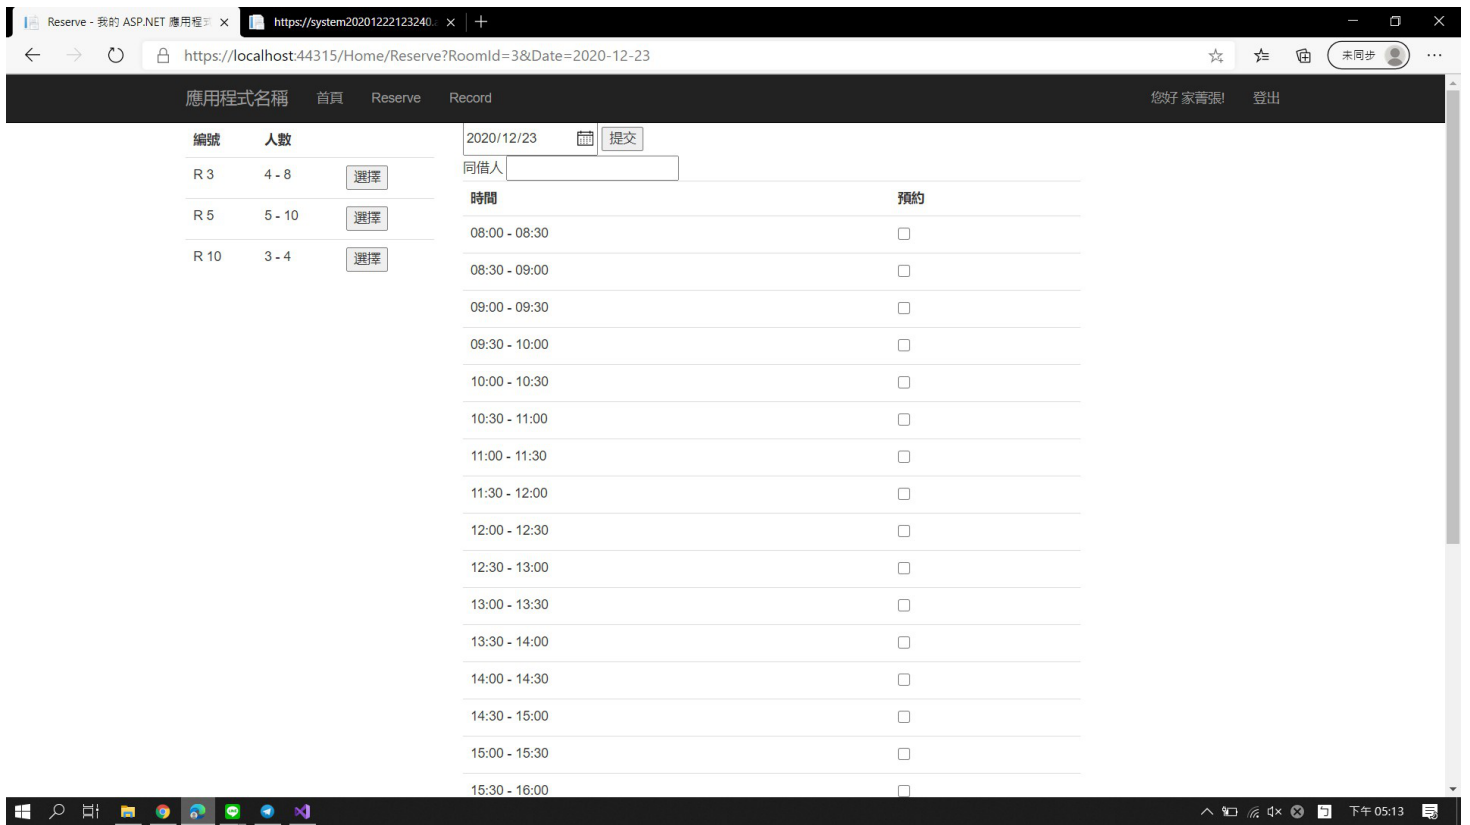 Reserve - 我的 ASP.NET 應用程式
https://system20201222123240.
https://localhost:44315/Home/Reserve?RoomId=3&Date=2020-12-23
未同步
應用程式名稱 首頁 Reserve Record 您好 家菁張! 登出
編號 人數
R 3 4 - 8 選擇
R 5 5 - 10 選擇
R 10 3 - 4 選擇
2020/12/23 提交
同借人
時間 預約
08:00 - 08:30
08:30 - 09:00
09:00 - 09:30
09:30 - 10:00
10:00 - 10:30
10:30 - 11:00
11:00 - 11:30
11:30 - 12:00
12:00 - 12:30
12:30 - 13:00
13:00 - 13:30
13:30 - 14:00
14:00 - 14:30
14:30 - 15:00
15:00 - 15:30
15:30 - 16:00
下午 05:13